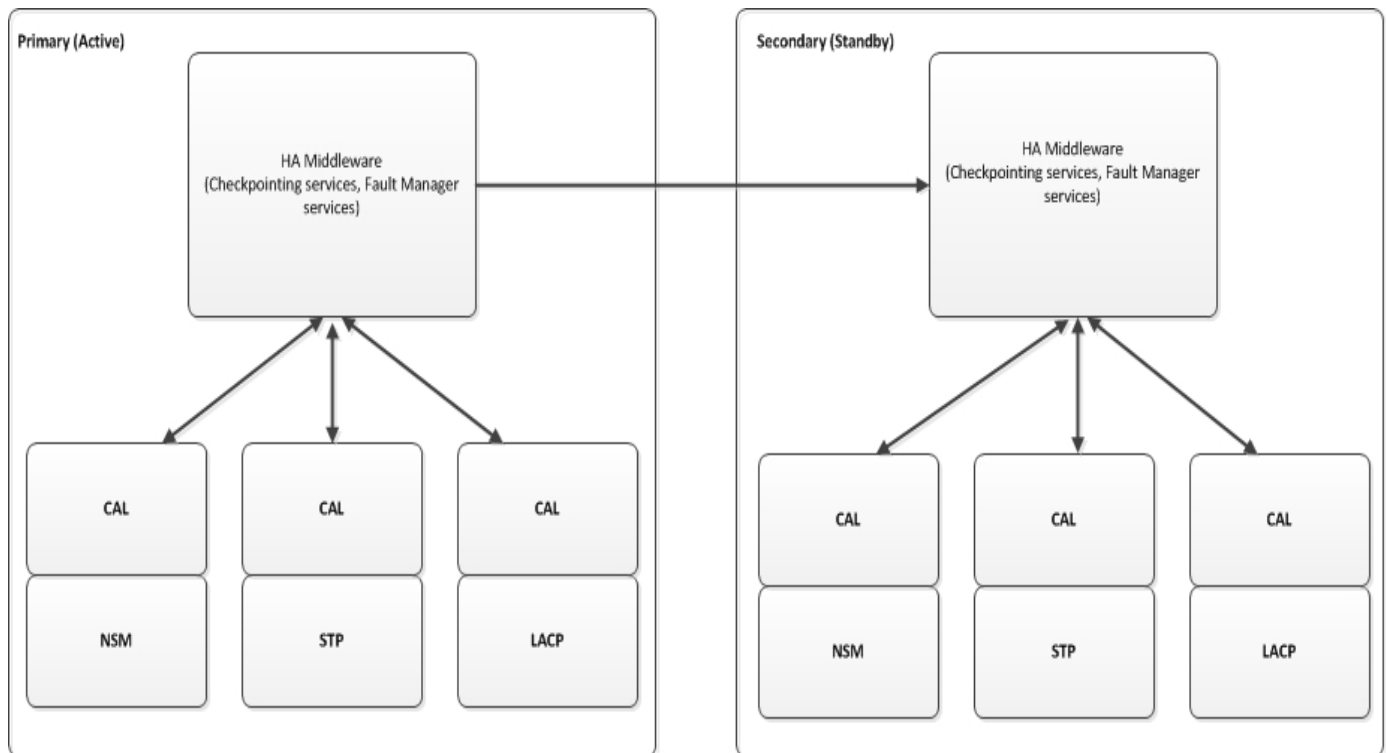 Primary (Active)
HA Middleware
(Checkpointing services, Fault Manager
services)
CAL
CAL
CAL
NSM
STP
LACP
Secondary (Standby)
HA Middleware
(Checkpointing services, Fault Manager
services)
CAL
CAL
CAL
NSM
STP
LACP